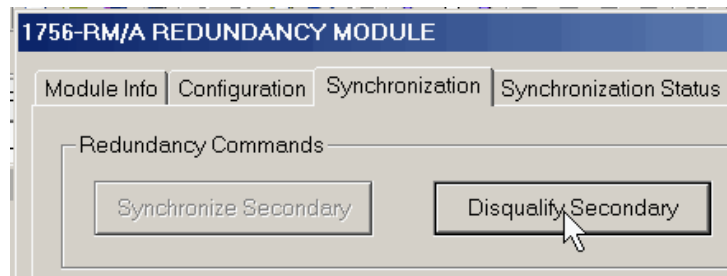 1756-RM/A REDUNDANCY MODULE
Module Info Configuration Synchronization Synchronization Status
Redundancy Commands
Synchronize Secondary Disqualify Secondary